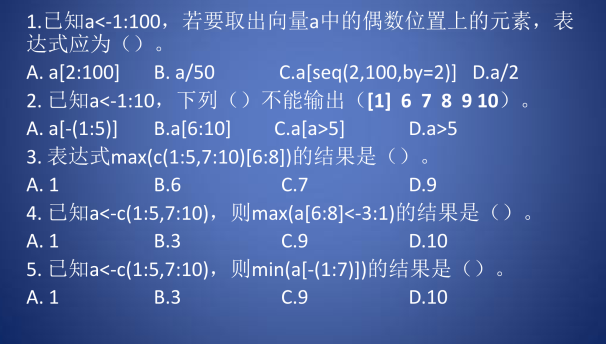 1.已知a<-1:100，若要取出向量a中的偶数位置上的元素，表
达式应为（）。
A. a[2:100] B. a/50 C.a[seq(2,100,by=2)] D.a/2
2. 已知a<-1:10，下列（）不能输出（[1] 6 7 8 9 10）。
A. a[-(1:5)] B.a[6:10] C.a[a>5] D.a>5
3. 表达式max(c(1:5,7:10)[6:8])的结果是（）。
A. 1 B.6 C.7 D.9
4. 已知a<-c(1:5,7:10)，则max(a[6:8]<-3:1)的结果是（）。
A. 1 B.3 C.9 D.10
5. 已知a<-c(1:5,7:10)，则min(a[-(1:7)])的结果是（）。
A. 1 B.3 C.9 D.10